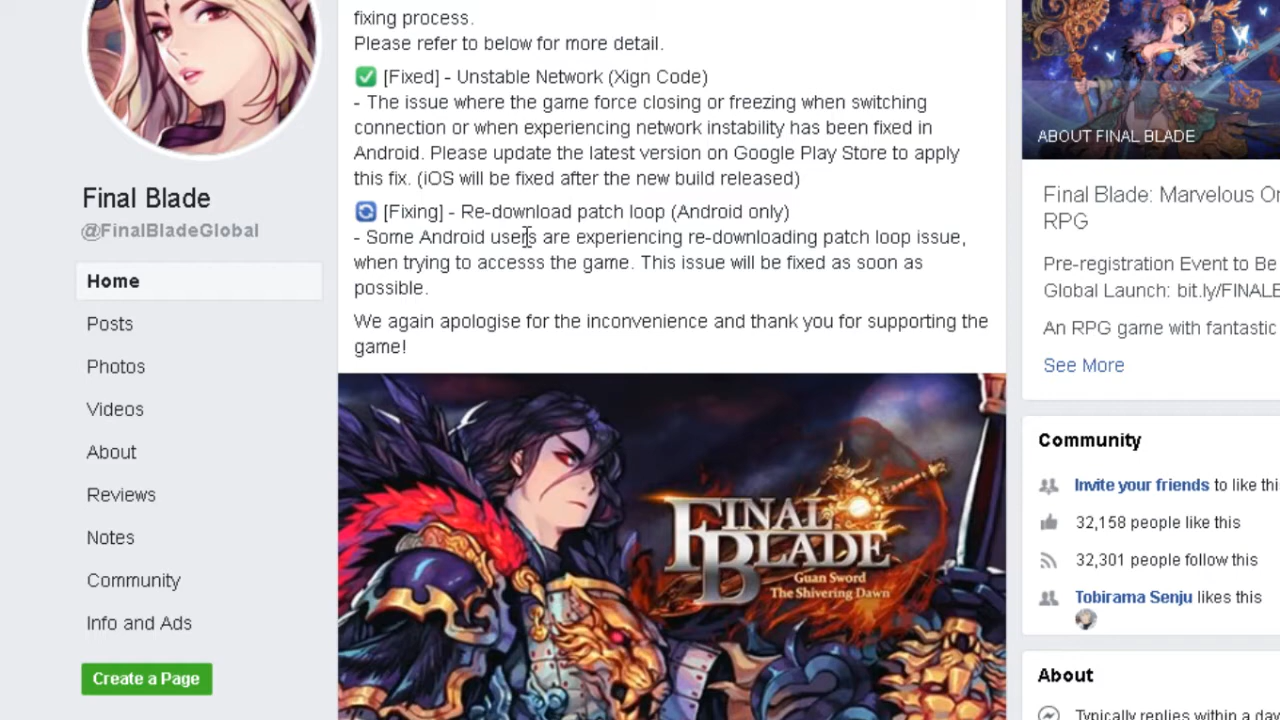 fixing process.
Please refer to below for more detail.
[Fixed] - Unstable Network (Xign Code)
- The issue where the game force closing or freezing when switching
connection or when experiencing network instability has been fixed in
Android. Please update the latest version on Google Play Store to apply
this fix. (iOS will be fixed after the new build released)
[Fixing] - Re-download patch loop (Android only)
- Some Android users are experiencing re-downloading patch loop issue,
when trying to accesss the game. This issue will be fixed as soon as
possible.
We again apologise for the inconvenience and thank you for supporting the
game!
FINAL
BLADE
Guan Sword
The Shivering Dawn
Final Blade
@FinalBladeGlobal
Home
Posts
Photos
Videos
About
Reviews
Notes
Community
Info and Ads
Create a Page
ABOUT FINAL BLADE
Final Blade: Marvelous Or
RPG
Pre-registration Event to Be
Global Launch: bit.ly/FINALE
An RPG game with fantastic
See More
Community
Invite your friends to like thi
32,158 people like this
32,301 people follow this
Tobirama Senju likes this
About
Typically replies within a da